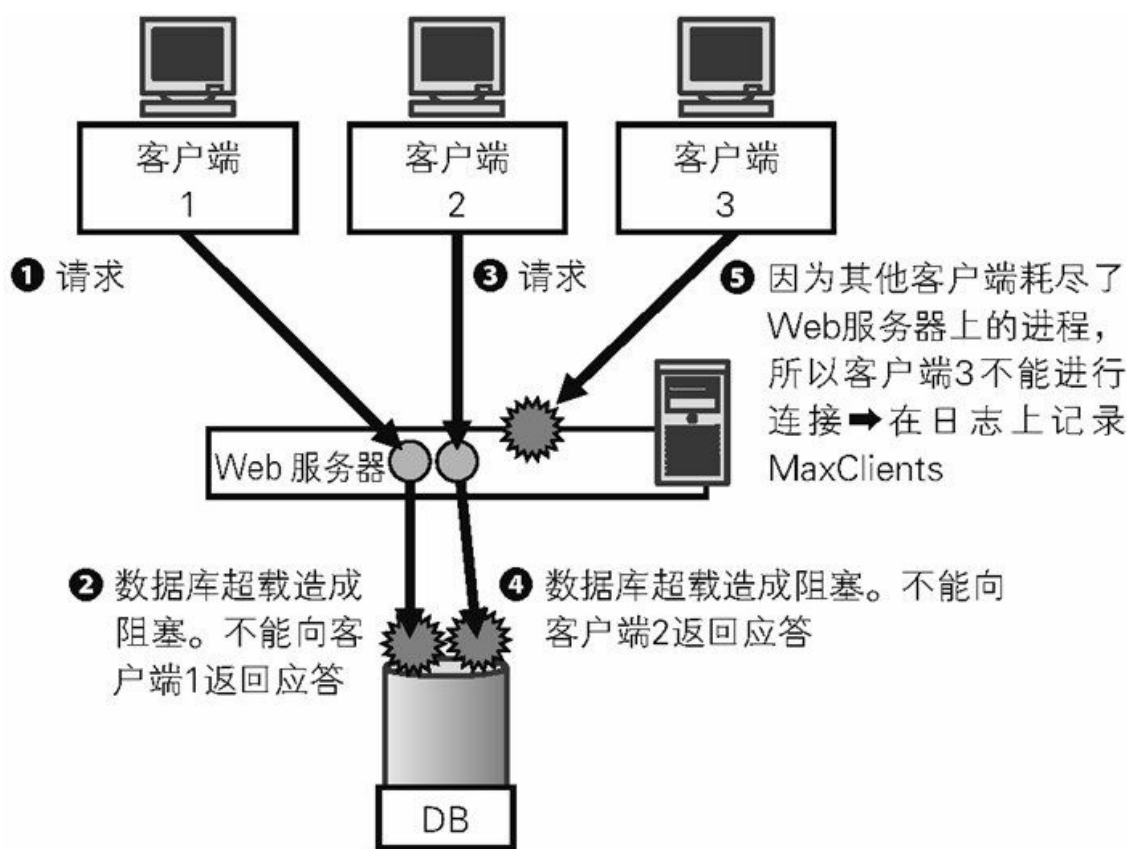 客户端
1
客户端
2
客户端
3
❶ 请求
❸ 请求
❺ 因为其他客户端耗尽了
Web服务器上的进程，
所以客户端3不能进行
连接➡在日志上记录
MaxClients
Web 服务器
❷ 数据库超载造成
阻塞。不能向客
户端1返回应答
❹ 数据库超载造成阻塞。不能向
客户端2返回应答
DB